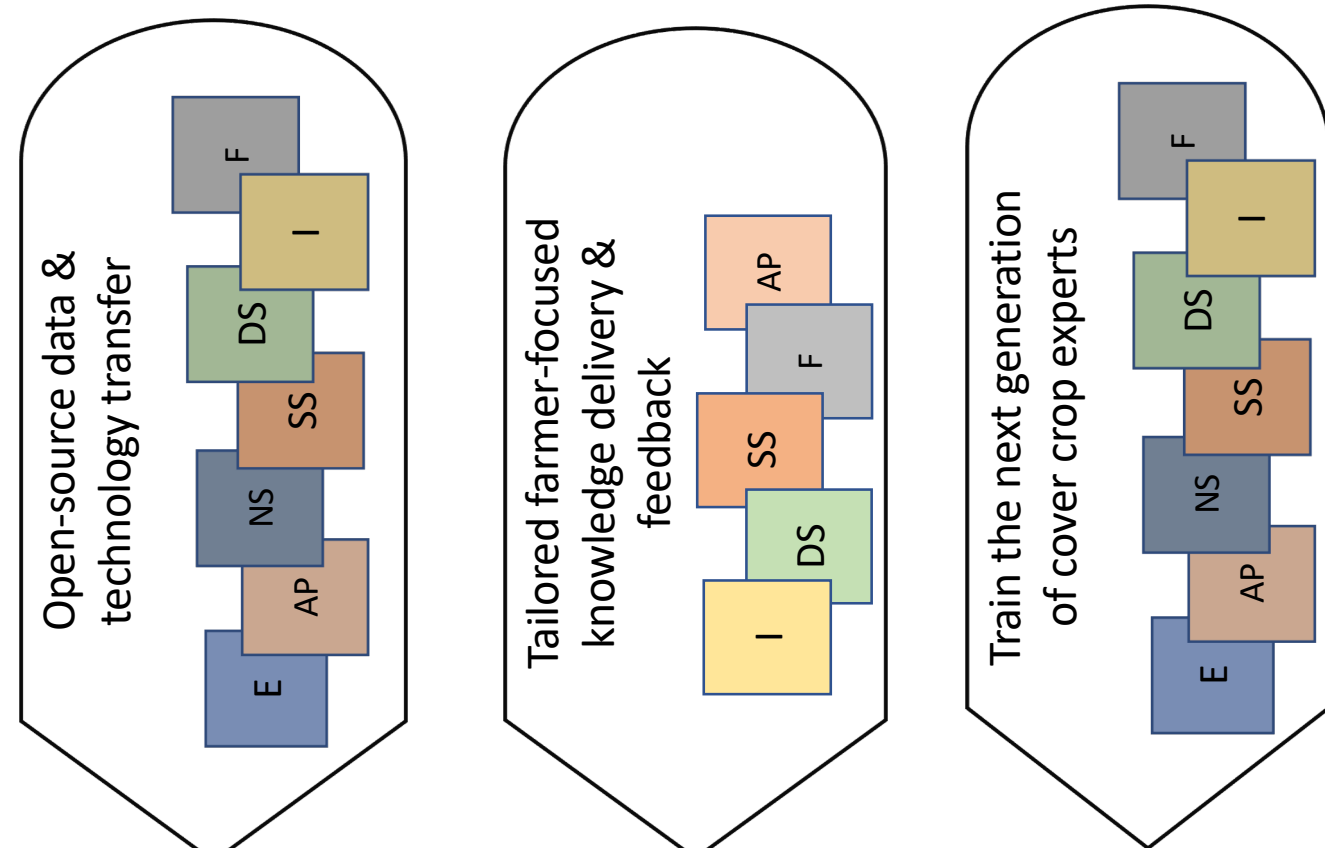 Open-source data &
technology transfer
E
AP
NS
SS
DS
I
F
Tailored farmer-focused
knowledge delivery &
feedback
I
DS
SS
F
AP
Train the next generation
of cover crop experts
E
AP
NS
SS
DS
I
F